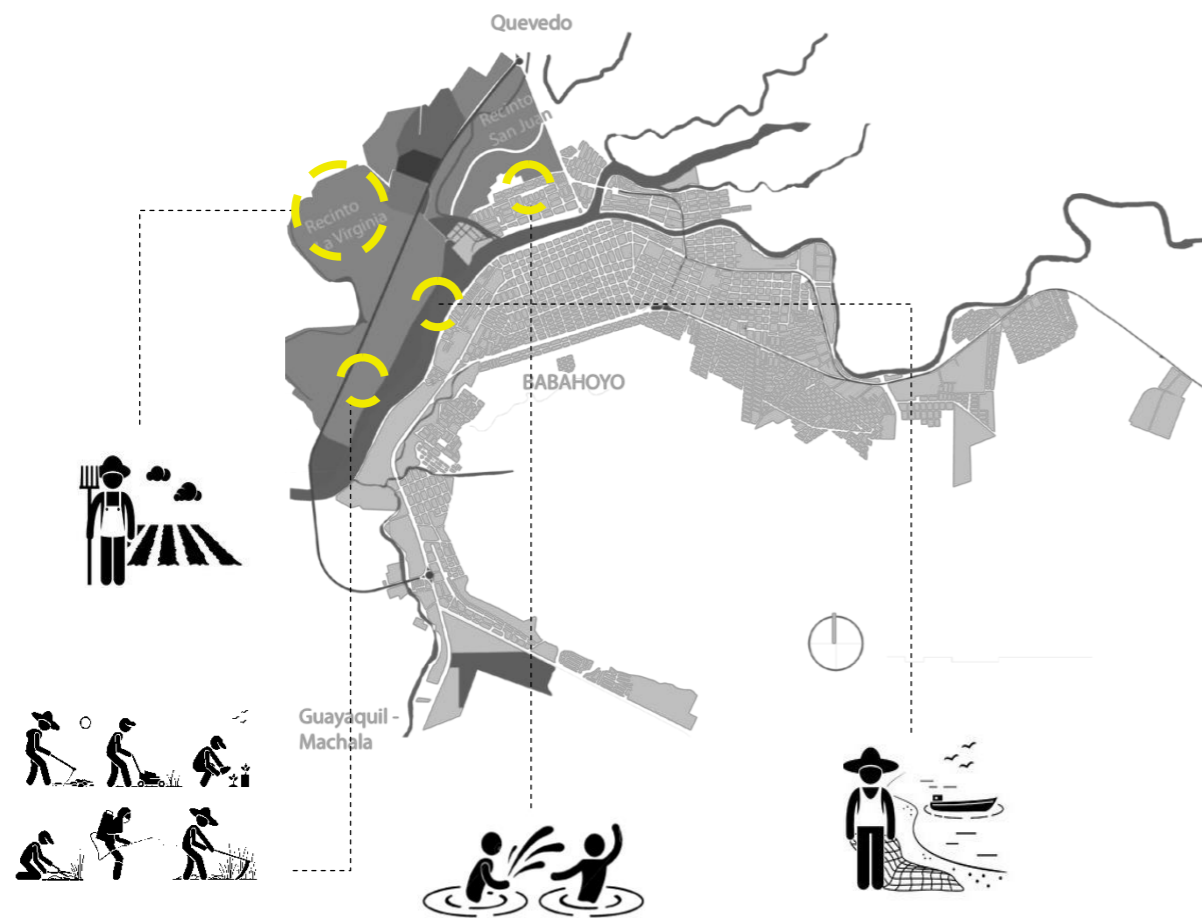 Quevedo
Recinto
San Juan
Recinto
a Virginia
BABAHOYO
Guayaquil -
Machala